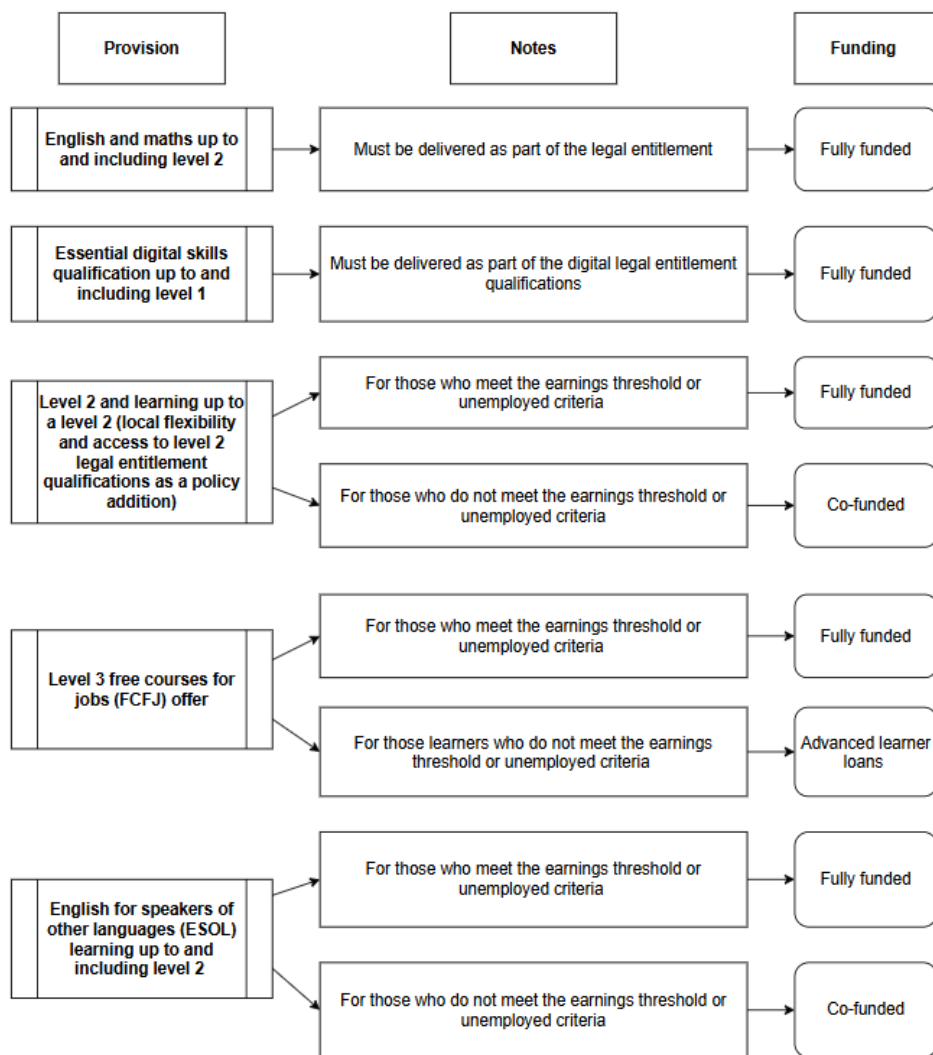 Provision
Notes
Funding
English and maths up to
and including level 2
Must be delivered as part of the legal entitlement
Fully funded
Essential digital skills
qualification up to and
including level 1
Must be delivered as part of the digital legal entitlement
qualifications
Fully funded
Level 2 and learning up to
a level 2 (local flexibility
and access to level 2
legal entitlement
qualifications as a policy
addition)
For those who meet the earnings threshold or
unemployed criteria
Fully funded
For those who do not meet the earnings threshold or
unemployed criteria
Co-funded
Level 3 free courses for
jobs (FCFJ) offer
For those who meet the earnings threshold or
unemployed criteria
Fully funded
For those learners who do not meet the earnings
threshold or unemployed criteria
Advanced learner
loans
English for speakers of
other languages (ESOL)
learning up to and
including level 2
For those who meet the earnings threshold or
unemployed criteria
Fully funded
For those who do not meet the earnings threshold or
unemployed criteria
Co-funded